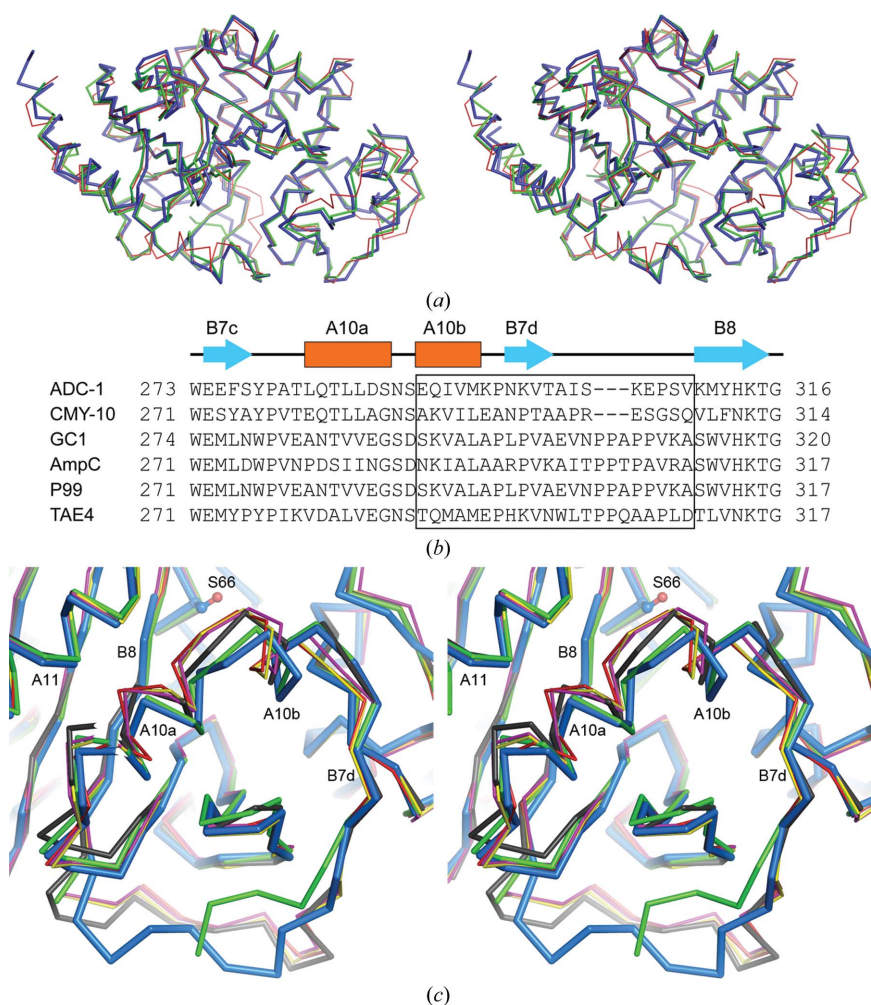 (a)
B7c A10a A10b B7d B8
ADC-1 273 WEEFSYPATLQTLLDSNSEQIVMKPNKVTAIS---KEPSVKMYHKTG 316
CMY-10 271 WESYAYPVTEQTLLAGNSAKVILEANPTAAPR---ESGSQVLFNKTG 314
GC1 274 WEMLNWPVEANTVVEGSDSKVALAPLPVAEVNPPAPPVKASWVHKTG 320
AmpC 271 WEMLDWPVNPDSIINGSDNKIALAARPVKAITPPTPAVRASWVHKTG 317
P99 271 WEMLNWPVEANTVVEGSDSKVALAPLPVAEVNPPAPPVKASWVHKTG 317
TAE4 271 WEMYPYPIKVDALVEGNSTQMAMEPHKVNWLTPPQAAPLDTLVNKTG 317
(b)
S66 S66
B8 B8
A11 A11
A10a A10b A10a A10b
B7d B7d
(c)